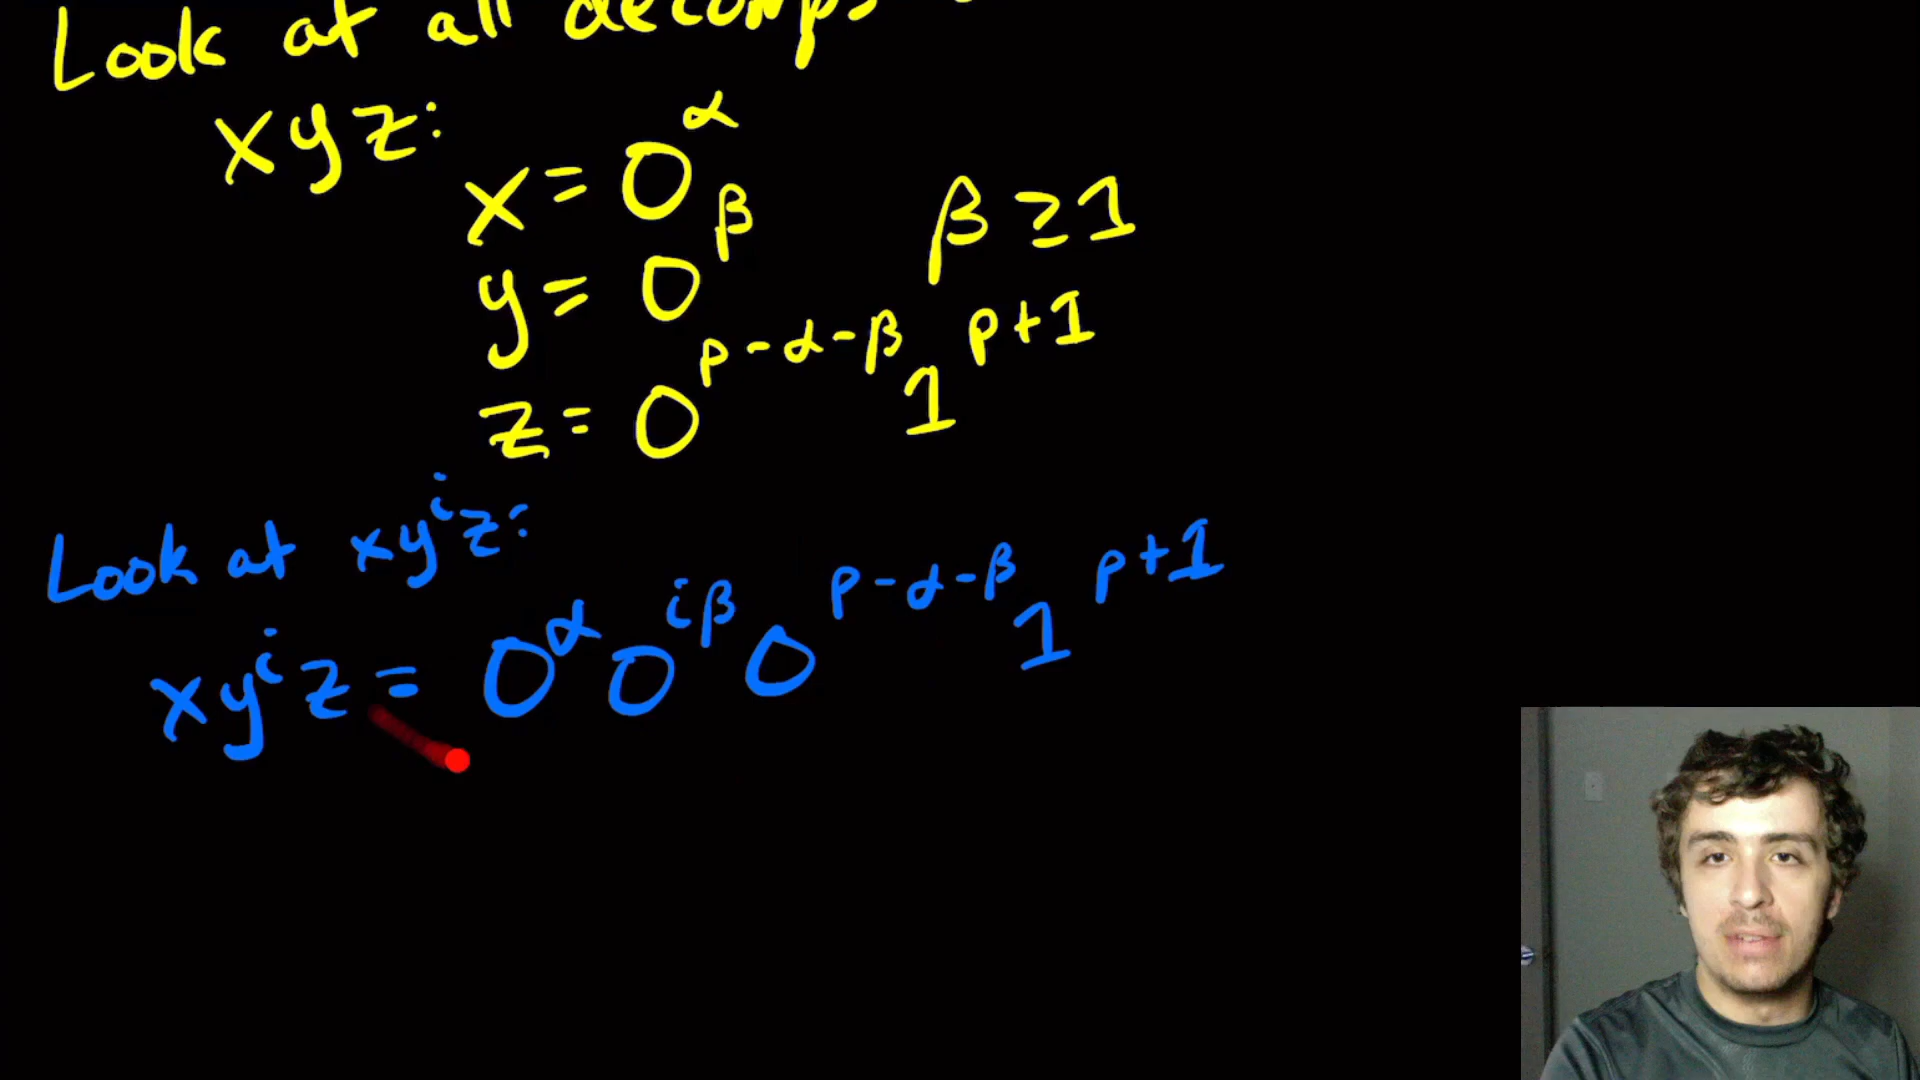 Look at all decomps
xyz:
x = 0^α
y = 0^β β ≥ 1
z = 0^(p-α-β) 1^(p+1)
Look at xy^i z:
xy^i z = 0^α 0^(iβ) 0^(p-α-β) 1^(p+1)